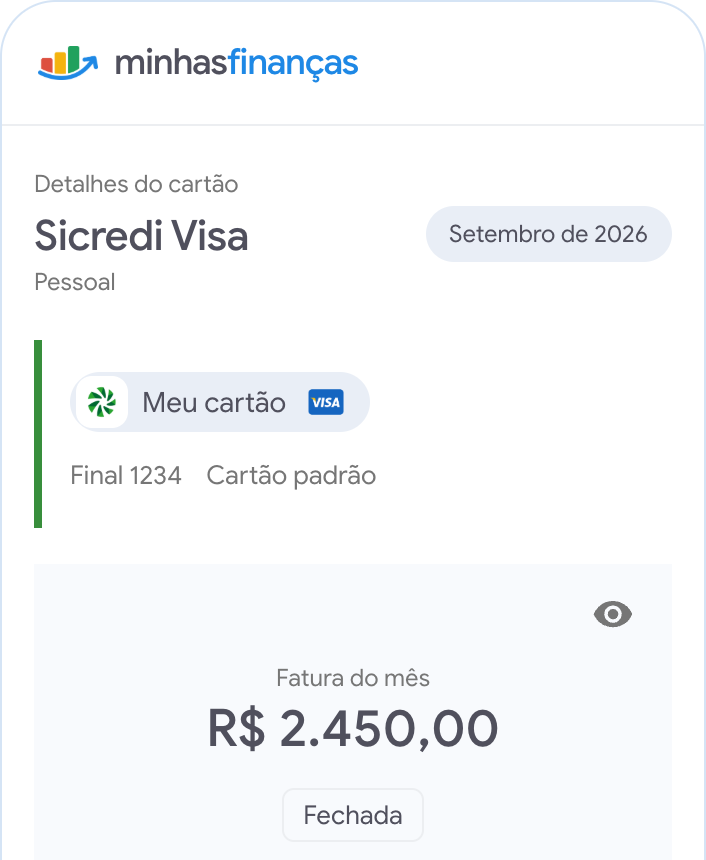 minhasfinanças
Detalhes do cartão
Sicredi Visa
Setembro de 2026
Pessoal
Meu cartão
VISA
Final 1234 Cartão padrão
Fatura do mês
R$ 2.450,00
Fechada